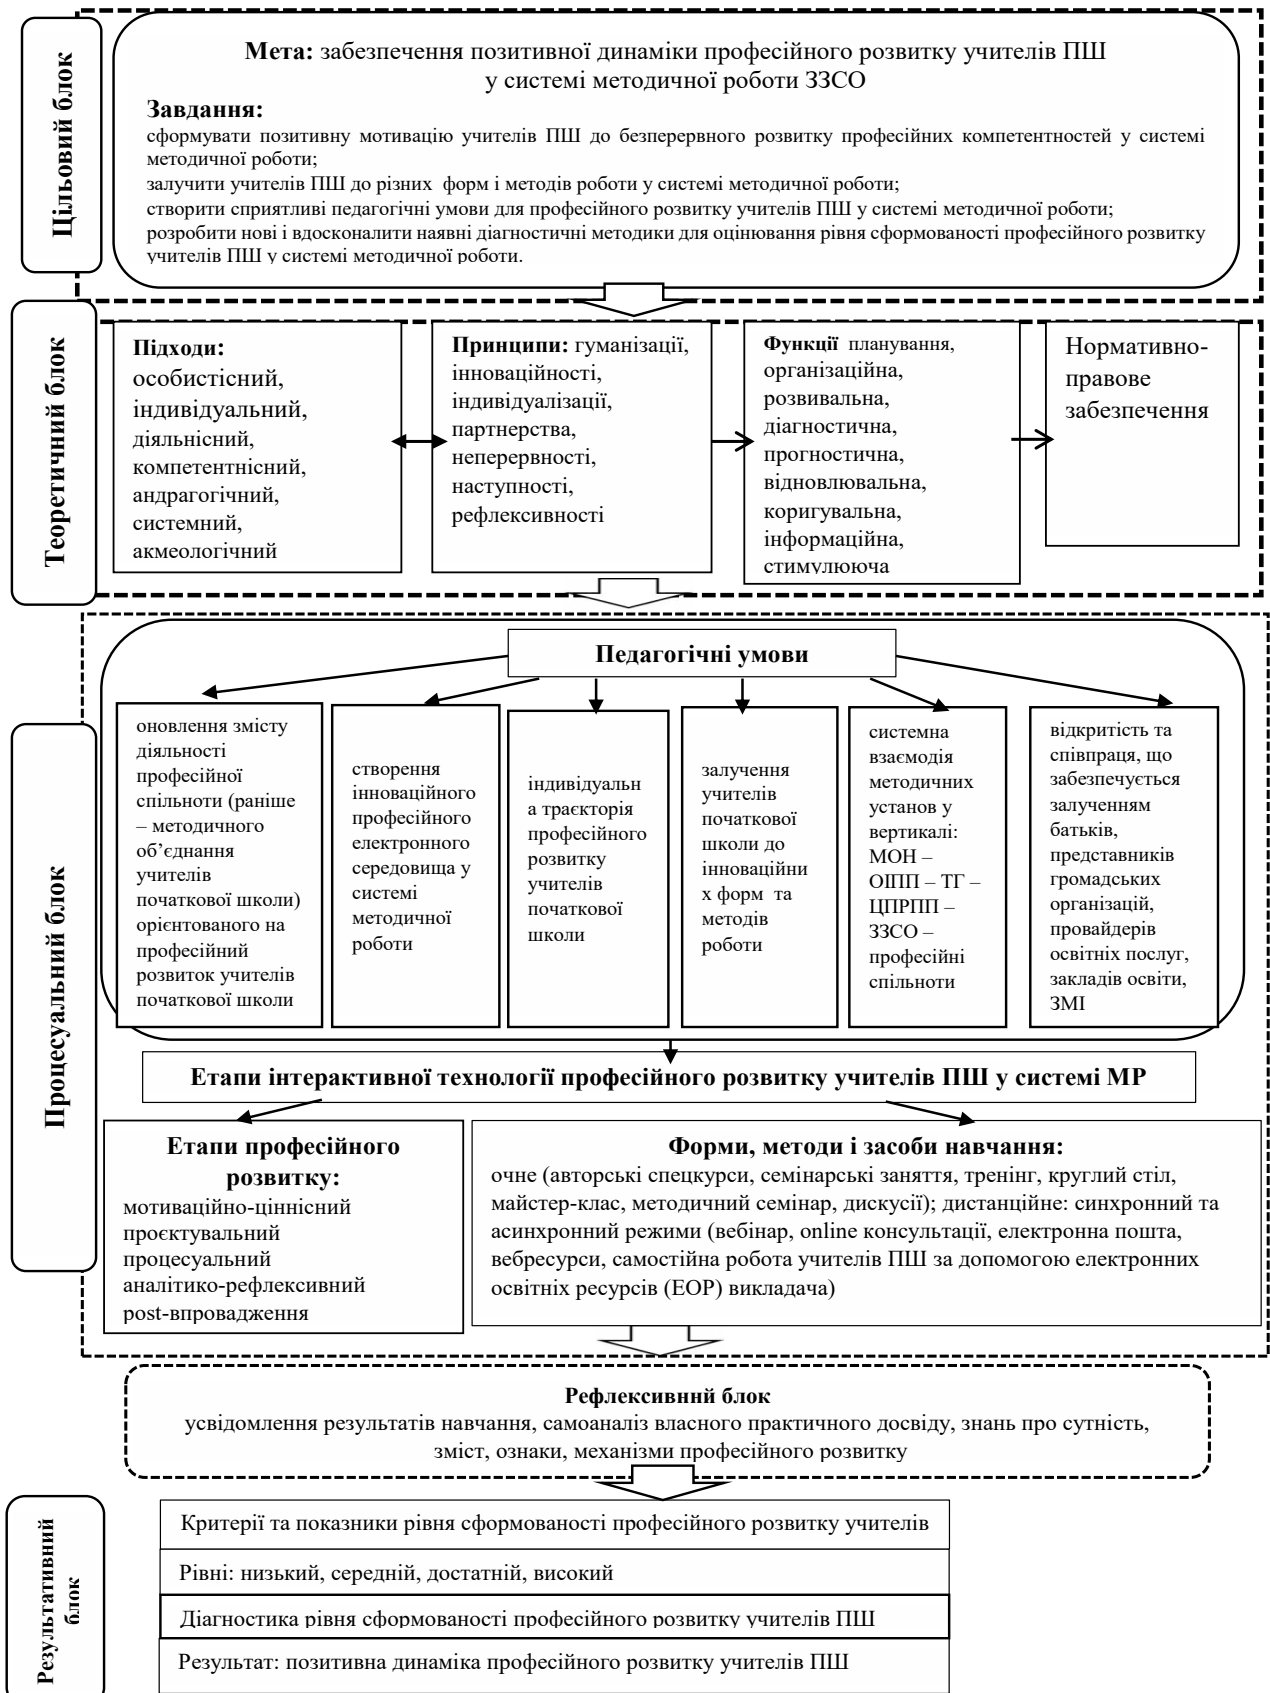 Цільовий блок
Мета: забезпечення позитивної динаміки професійного розвитку учителів ПШ
у системі методичної роботи ЗЗСО
Завдання:
сформувати позитивну мотивацію учителів ПШ до безперервного розвитку професійних компетентностей у системі
методичної роботи;
залучити учителів ПШ до різних форм і методів роботи у системі методичної роботи;
створити сприятливі педагогічні умови для професійного розвитку учителів ПШ у системі методичної роботи;
розробити нові і вдосконалити наявні діагностичні методики для оцінювання рівня сформованості професійного розвитку
учителів ПШ у системі методичної роботи.
Теоретичний блок
Підходи:
особистісний,
індивідуальний,
діяльнісний,
компетентнісний,
андрагогічний,
системний,
акмеологічний
Принципи: гуманізації,
інноваційності,
індивідуалізації,
партнерства,
неперервності,
наступності,
рефлексивності
Функції планування,
організаційна,
розвивальна,
діагностична,
прогностична,
відновлювальна,
коригувальна,
інформаційна,
стимулююча
Нормативно-
правове
забезпечення
Процесуальний блок
Педагогічні умови
оновлення змісту
діяльності
професійної
спільноти (раніше
– методичного
об’єднання
учителів
початкової школи)
орієнтованого на
професійний
розвиток учителів
початкової школи
створення
інноваційного
професійного
електронного
середовища у
системі
методичної
роботи
індивідуальн
а траєкторія
професійного
розвитку
учителів
початкової
школи
залучення
учителів
початкової
школи до
інноваційни
х форм та
методів
роботи
системна
взаємодія
методичних
установ у
вертикалі:
МОН –
ОІПП – ТГ –
ЦПРПП –
ЗЗСО –
професійні
спільноти
відкритість та
співпраця, що
забезпечується
залученням
батьків,
представників
громадських
організацій,
провайдерів
освітніх послуг,
закладів освіти,
ЗМІ
Етапи інтерактивної технології професійного розвитку учителів ПШ у системі МР
Етапи професійного
розвитку:
мотиваційно-ціннісний
проєктувальний
процесуальний
аналітико-рефлексивний
post-впровадження
Форми, методи і засоби навчання:
очне (авторські спецкурси, семінарські заняття, тренінг, круглий стіл,
майстер-клас, методичний семінар, дискусії); дистанційне: синхронний та
асинхронний режими (вебінар, online консультації, електронна пошта,
вебресурси, самостійна робота учителів ПШ за допомогою електронних
освітніх ресурсів (ЕОР) викладача)
Рефлексивннй блок
усвідомлення результатів навчання, самоаналіз власного практичного досвіду, знань про сутність,
зміст, ознаки, механізми професійного розвитку
Результативний
блок
Критерії та показники рівня сформованості професійного розвитку учителів
Рівні: низький, середній, достатній, високий
Діагностика рівня сформованості професійного розвитку учителів ПШ
Результат: позитивна динаміка професійного розвитку учителів ПШ